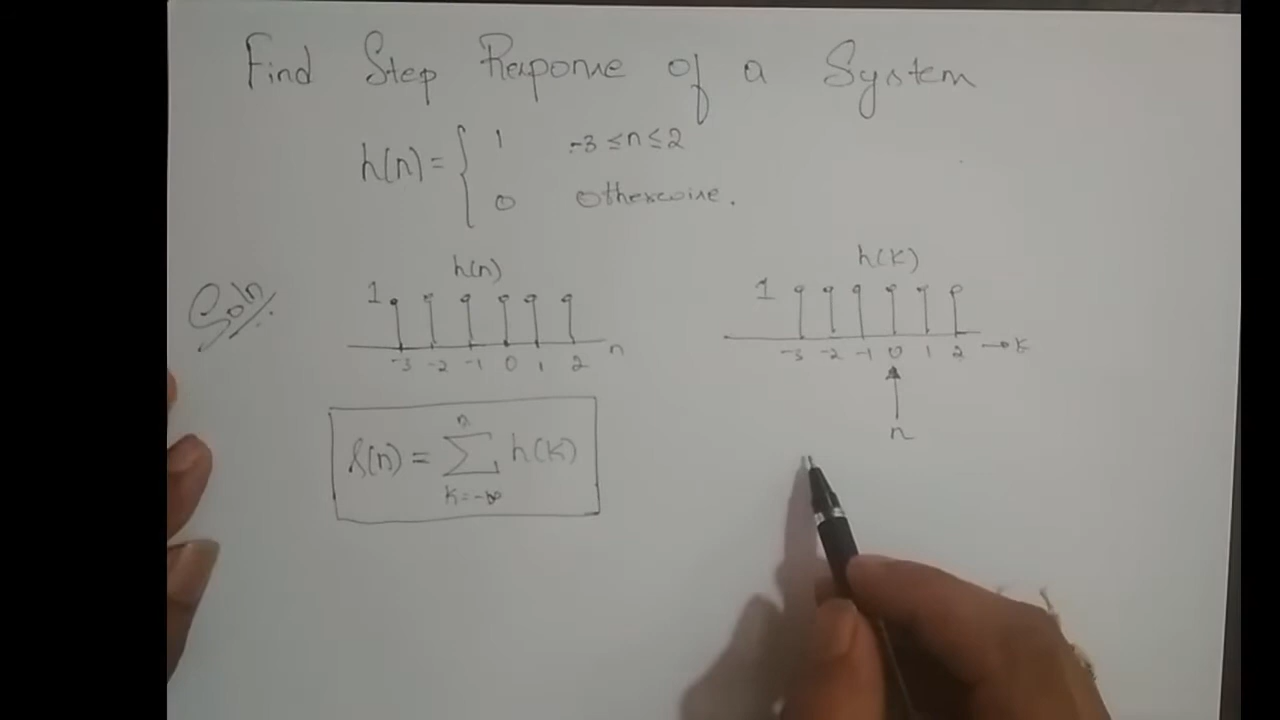 Find Step Response of a System
h(n) = { 1 -3 ≤ n ≤ 2
0 Otherwise.
Soln
h(n)
1
-3 -2 -1 0 1 2 n
h(k)
1
-3 -2 -1 0 1 2 → k
n
s(n) = n Σ k=-∞ h(k)